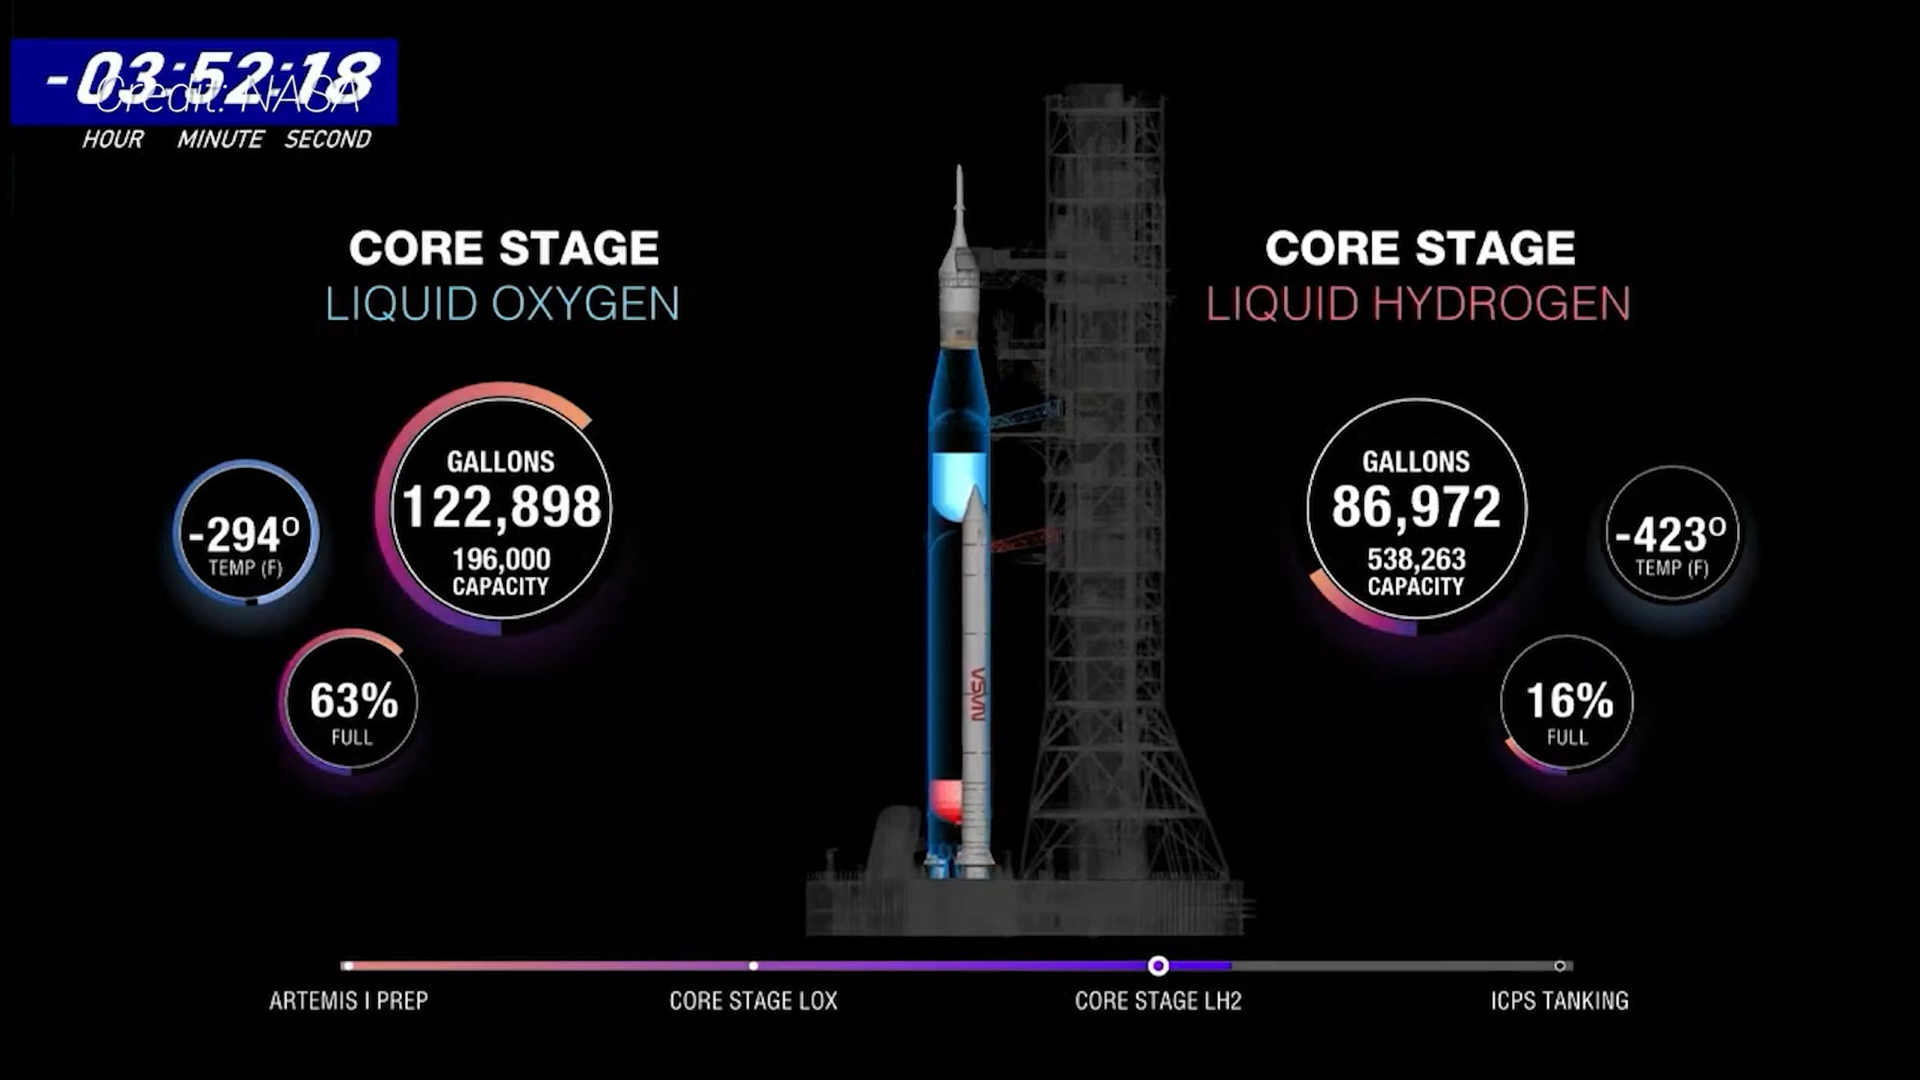 -03:52:18
Credit: NASA
HOUR MINUTE SECOND
CORE STAGE
LIQUID OXYGEN
GALLONS
122,898
196,000
CAPACITY
-294º
TEMP (F)
63%
FULL
CORE STAGE
LIQUID HYDROGEN
GALLONS
86,972
538,263
CAPACITY
-423º
TEMP (F)
16%
FULL
NASA
ARTEMIS I PREP
CORE STAGE LOX
CORE STAGE LH2
ICPS TANKING